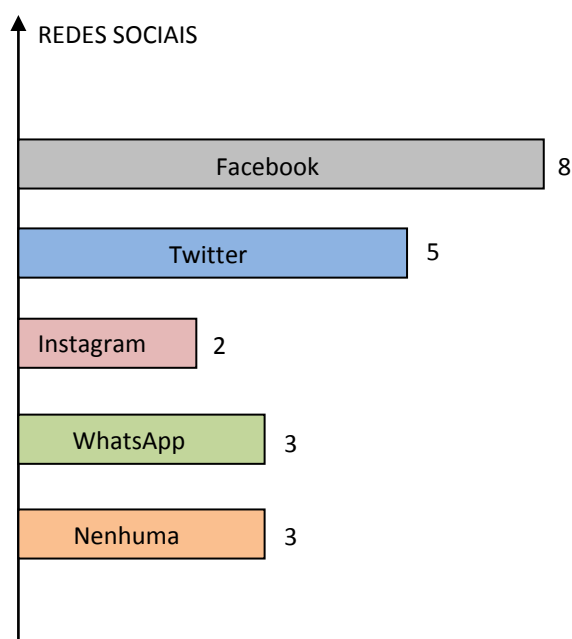 REDES SOCIAIS
Facebook 8
Twitter 5
Instagram 2
WhatsApp 3
Nenhuma 3